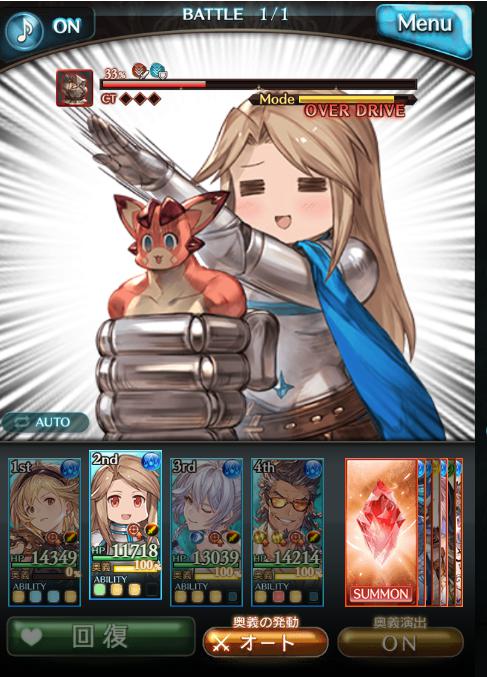 ON
BATTLE 1/1
Menu
33%
CT
Mode
OVER DRIVE
AUTO
1st
2nd
3rd
4th
HP 14349
HP 11718
HP 13039
HP 14214
奥義 0%
奥義 100%
奥義 100%
奥義 100%
ABILITY
ABILITY
ABILITY
ABILITY
SUMMON
回復
奥義の発動
オート
奥義演出
ON